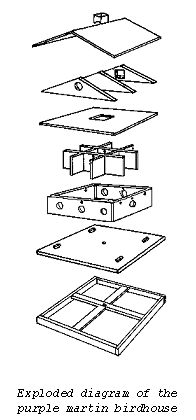 Exploded diagram of the
purple martin birdhouse